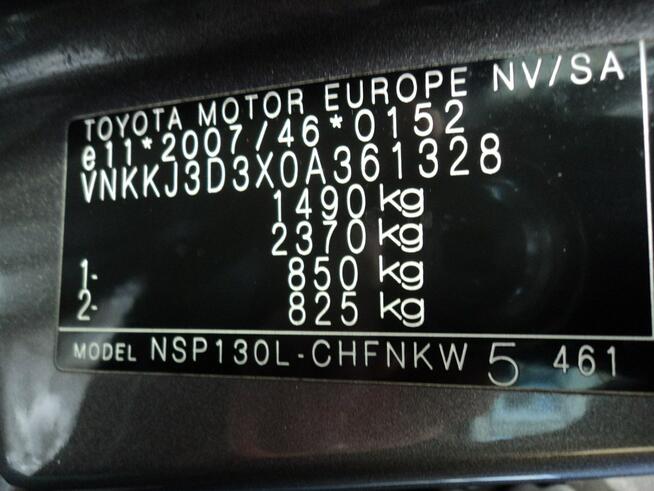 TOYOTA MOTOR EUROPE NV/SA
e11*2007/46*0152
VNKKJ3D3X0A361328
1490 kg
2370 kg
1- 850 kg
2- 825 kg
MODEL NSP130L-CHFNKW 5 461